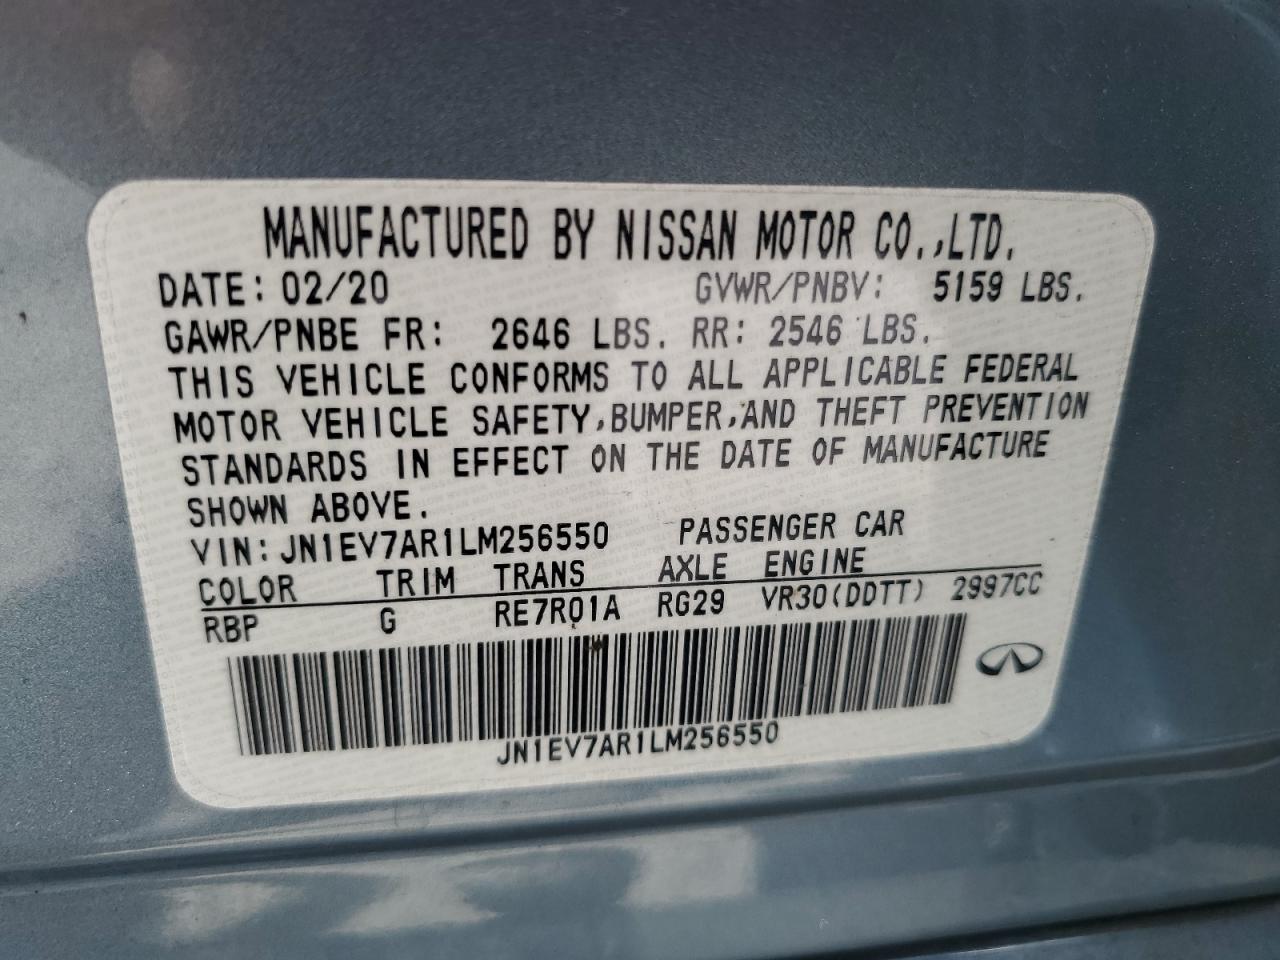 MANUFACTURED BY NISSAN MOTOR CO.,LTD.
DATE: 02/20 GVWR/PNBV: 5159 LBS.
GAWR/PNBE FR: 2646 LBS. RR: 2546 LBS.
THIS VEHICLE CONFORMS TO ALL APPLICABLE FEDERAL
MOTOR VEHICLE SAFETY,BUMPER,AND THEFT PREVENTION
STANDARDS IN EFFECT ON THE DATE OF MANUFACTURE
SHOWN ABOVE.
VIN: JN1EV7AR1LM256550 PASSENGER CAR
COLOR TRIM TRANS AXLE ENGINE
RBP G RE7R01A RG29 VR30(DDTT) 2997CC
JN1EV7AR1LM256550